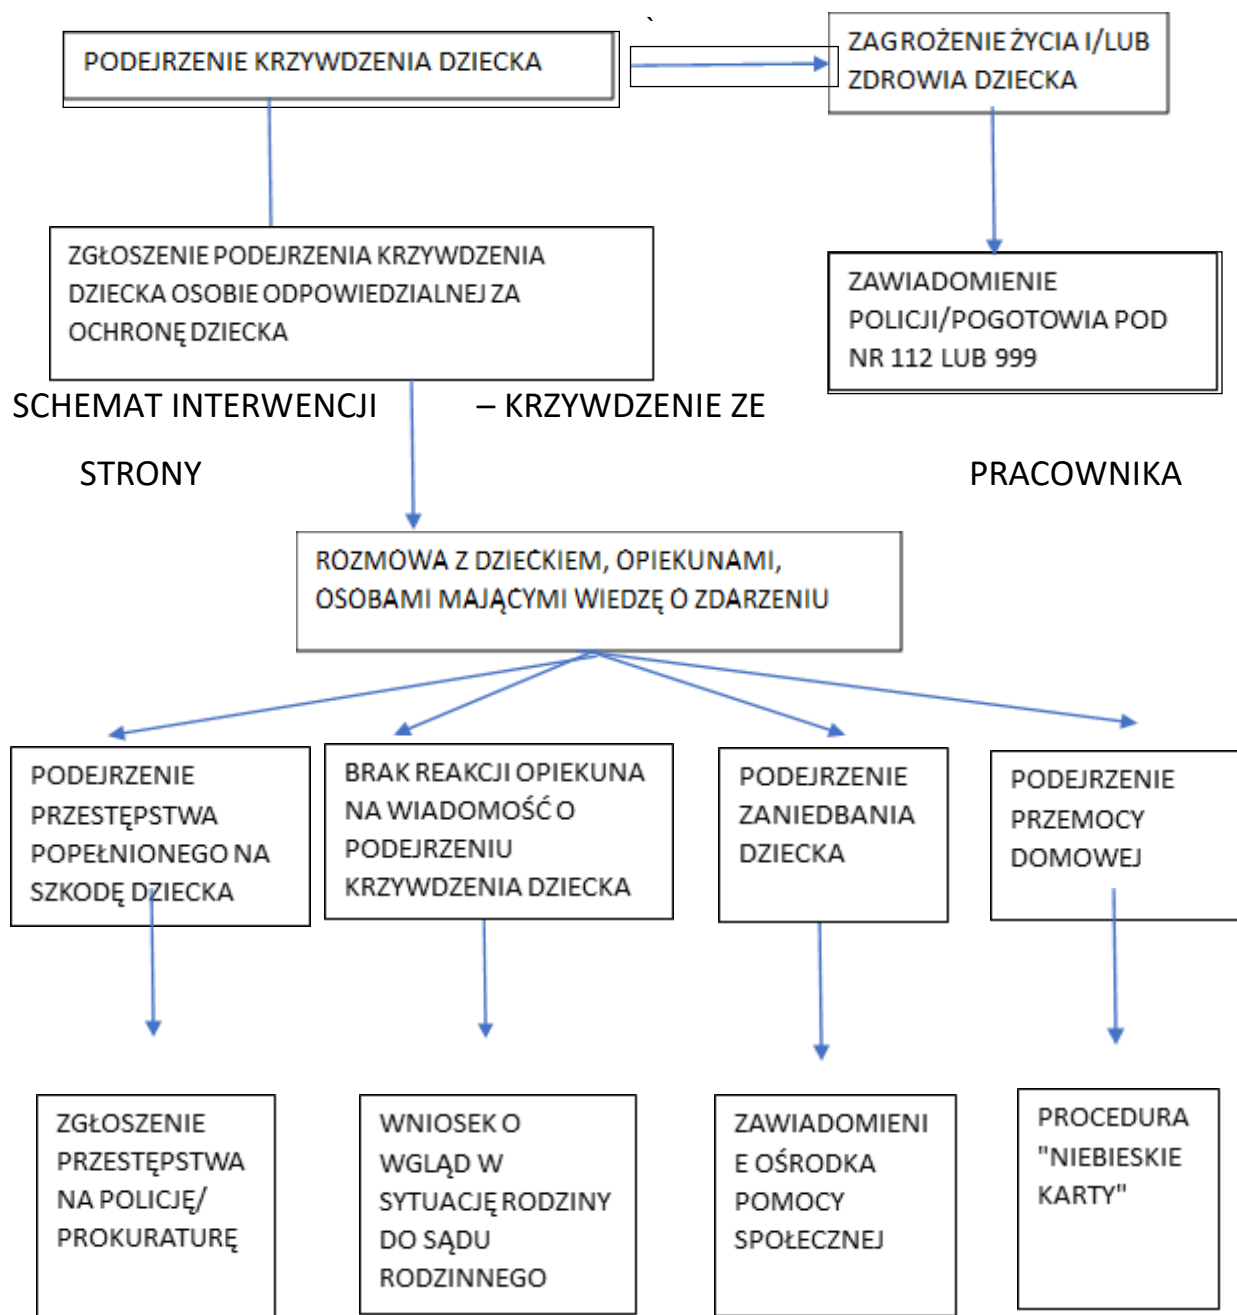 `
PODEJRZENIE KRZYWDZENIA DZIECKA
ZAGROŻENIE ŻYCIA I/LUB
ZDROWIA DZIECKA
ZGŁOSZENIE PODEJRZENIA KRZYWDZENIA
DZIECKA OSOBIE ODPOWIEDZIALNEJ ZA
OCHRONĘ DZIECKA
ZAWIADOMIENIE
POLICJI/POGOTOWIA POD
NR 112 LUB 999
SCHEMAT INTERWENCJI – KRZYWDZENIE ZE
STRONY PRACOWNIKA
ROZMOWA Z DZIECKIEM, OPIEKUNAMI,
OSOBAMI MAJĄCYMI WIEDZĘ O ZDARZENIU
PODEJRZENIE
PRZESTĘPSTWA
POPEŁNIONEGO NA
SZKODĘ DZIECKA
BRAK REAKCJI OPIEKUNA
NA WIADOMOŚĆ O
PODEJRZENIU
KRZYWDZENIA DZIECKA
PODEJRZENIE
ZANIEDBANIA
DZIECKA
PODEJRZENIE
PRZEMOCY
DOMOWEJ
ZGŁOSZENIE
PRZESTĘPSTWA
NA POLICJĘ/
PROKURATURĘ
WNIOSEK O
WGLĄD W
SYTUACJĘ RODZINY
DO SĄDU
RODZINNEGO
ZAWIADOMIENI
E OŚRODKA
POMOCY
SPOŁECZNEJ
PROCEDURA
"NIEBIESKIE
KARTY"